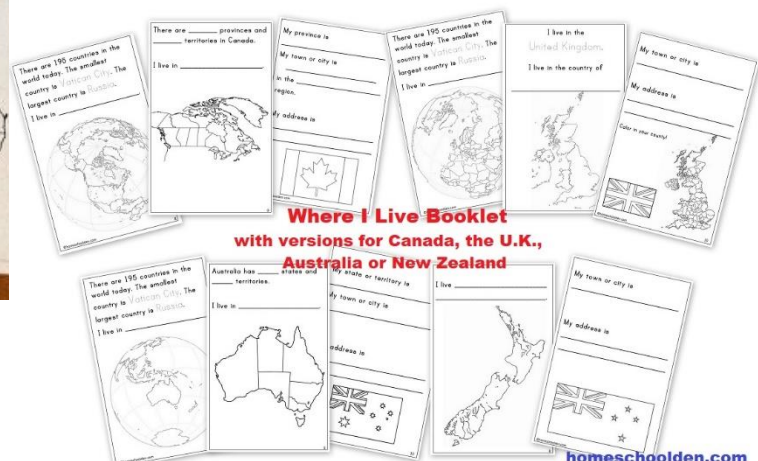 There are 195 countries in the
world today. The smallest
country is Vatican City. The
largest country is Russia.
I live in
There are ______ provinces and
______ territories in Canada.
I live in
My province is
My town or city is
in the
region.
My address is
There are 195 countries in the
world today. The smallest
country is Vatican City. The
largest country is Russia.
I live in
I live in the
United Kingdom.
I live in the country of
My town or city is
My address is
Color in your county!
Where I Live Booklet
with versions for Canada, the U.K.,
Australia or New Zealand
There are 195 countries in the
world today. The smallest
country is Vatican City. The
largest country is Russia.
I live in
Australia has ______ states and
______ territories.
I live in
My state or territory is
My town or city is
address is
I live
My town or city is
My address is
homeschoolden.com